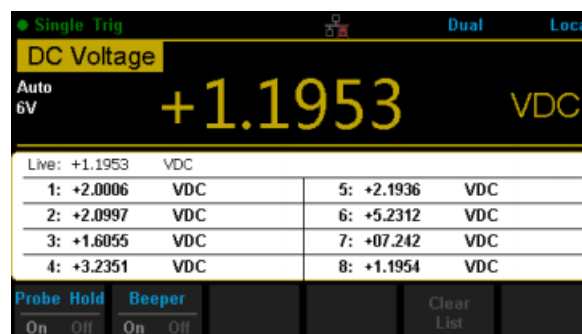 Single Trig Dual Loca
DC Voltage
Auto
6V
+1.1953 VDC
Live: +1.1953 VDC
1: +2.0006 VDC 5: +2.1936 VDC
2: +2.0997 VDC 6: +5.2312 VDC
3: +1.6055 VDC 7: +07.242 VDC
4: +3.2351 VDC 8: +1.1954 VDC
Probe Hold Beeper Clear
On Off On Off List